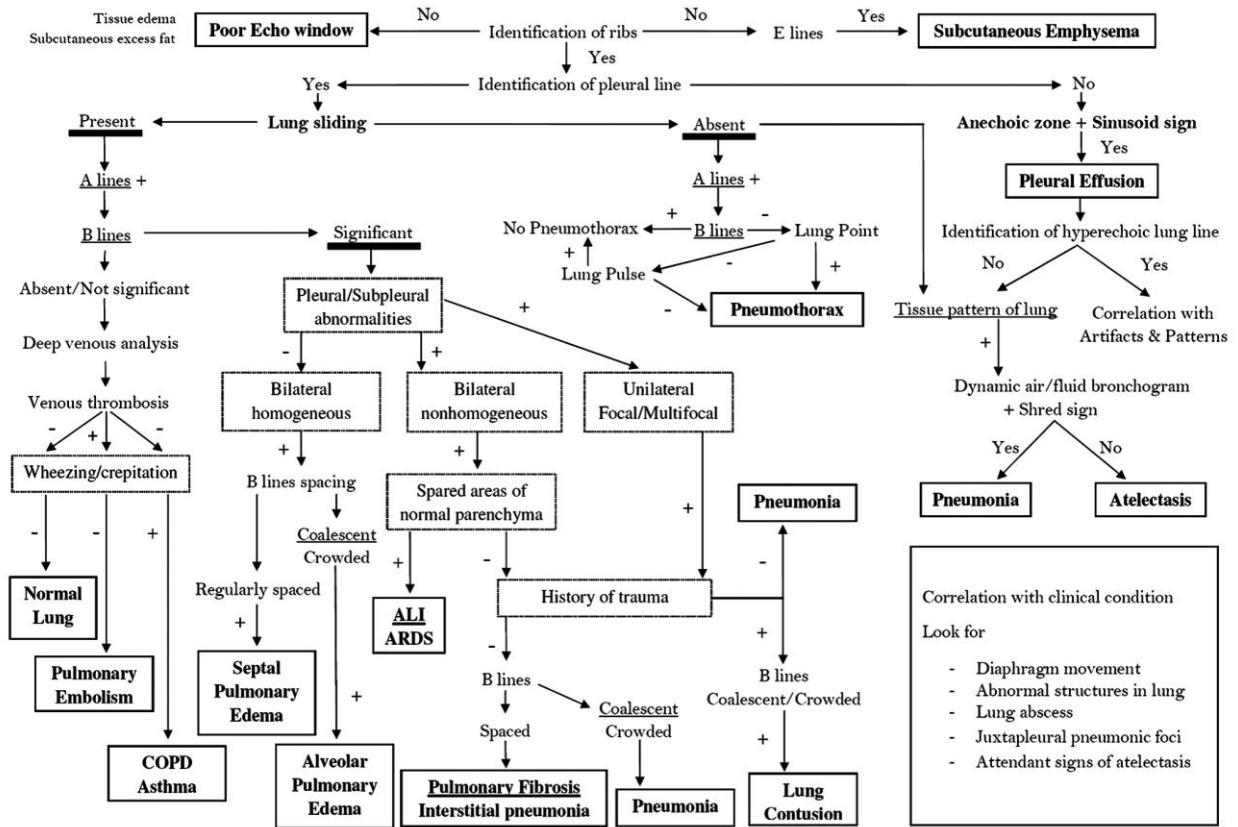 Tissue edema
Subcutaneous excess fat
Poor Echo window
No
Identification of ribs
No
E lines
Yes
Subcutaneous Emphysema
Yes
Yes
Identification of pleural line
No
Present
Lung sliding
Absent
Anechoic zone + Sinusoid sign
Yes
A lines +
A lines +
Pleural Effusion
B lines
Significant
No Pneumothorax
+
B lines
-
Lung Point
Identification of hyperechoic lung line
+
Lung Pulse
-
+
No
Yes
Absent/Not significant
Pleural/Subpleural
abnormalities
+
-
Pneumothorax
Tissue pattern of lung
Correlation with
Artifacts & Patterns
+
Deep venous analysis
-
+
Venous thrombosis
Bilateral
homogeneous
Bilateral
nonhomogeneous
Unilateral
Focal/Multifocal
Dynamic air/fluid bronchogram
+ Shred sign
-
+
-
+
+
Yes
No
Wheezing/crepitation
B lines spacing
Spared areas of
normal parenchyma
+
Pneumonia
Pneumonia
Atelectasis
-
-
+
Coalescent
Crowded
+
-
-
Normal
Lung
Regularly spaced
+
ALI
ARDS
History of trauma
-
+
Correlation with clinical condition
Look for
- Diaphragm movement
- Abnormal structures in lung
- Lung abscess
- Juxtapleural pneumonic foci
- Attendant signs of atelectasis
Pulmonary
Embolism
Septal
Pulmonary
Edema
+
B lines
Coalescent
Crowded
B lines
Coalescent/Crowded
Spaced
+
COPD
Asthma
Alveolar
Pulmonary
Edema
Pulmonary Fibrosis
Interstitial pneumonia
Pneumonia
Lung
Contusion